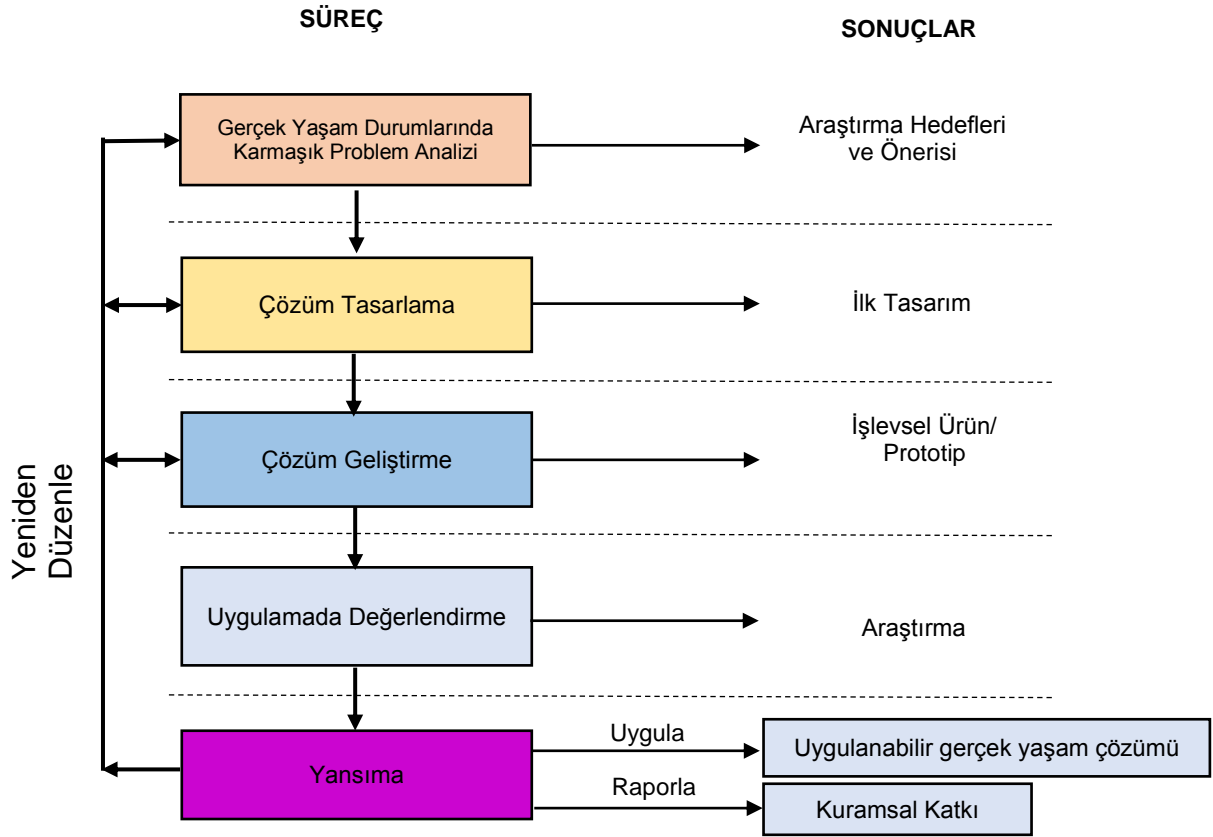 SÜREÇ
SONUÇLAR
Gerçek Yaşam Durumlarında
Karmaşık Problem Analizi
Araştırma Hedefleri
ve Önerisi
Çözüm Tasarlama
İlk Tasarım
Çözüm Geliştirme
İşlevsel Ürün/
Prototip
Yeniden
Düzenle
Uygulamada Değerlendirme
Araştırma
Yansıma
Uygula
Uygulanabilir gerçek yaşam çözümü
Raporla
Kuramsal Katkı